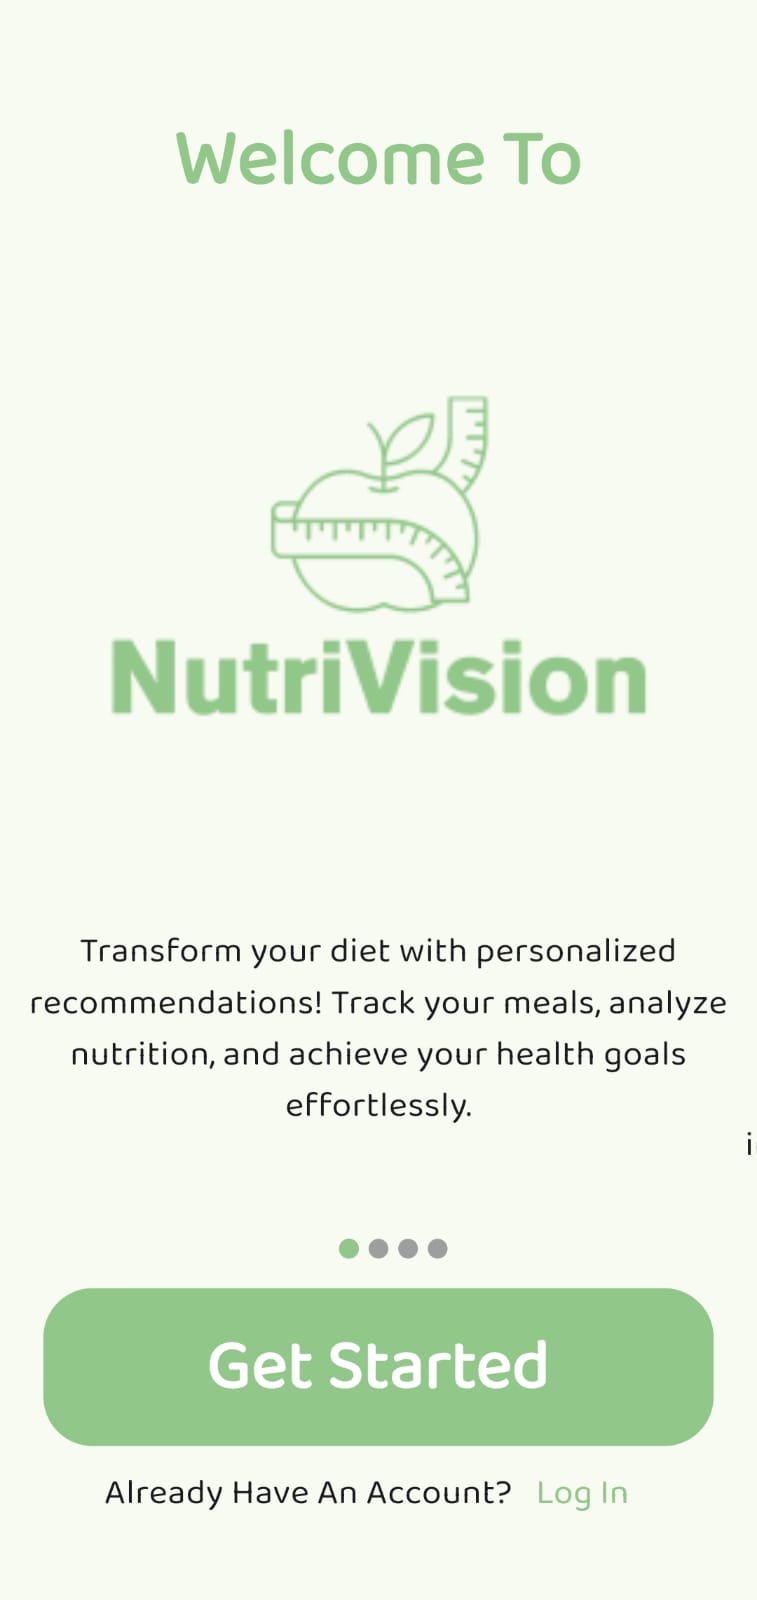 Welcome To
NutriVision
Transform your diet with personalized
recommendations! Track your meals, analyze
nutrition, and achieve your health goals
effortlessly.
Get Started
Already Have An Account? Log In